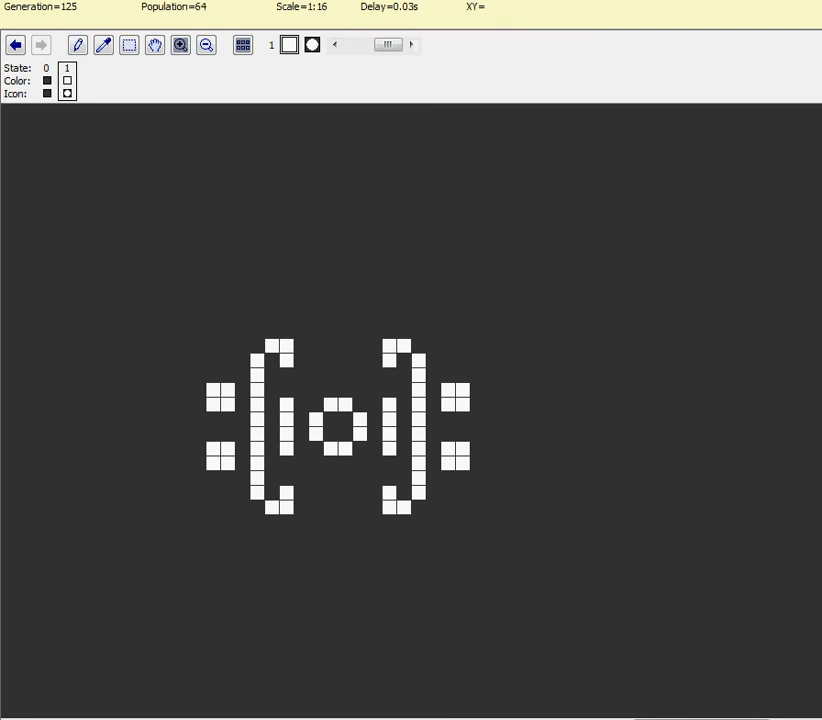 Generation=125 Population=64 Scale=1:16 Delay=0.03s XY=
1
State: 0 1
Color:
Icon: